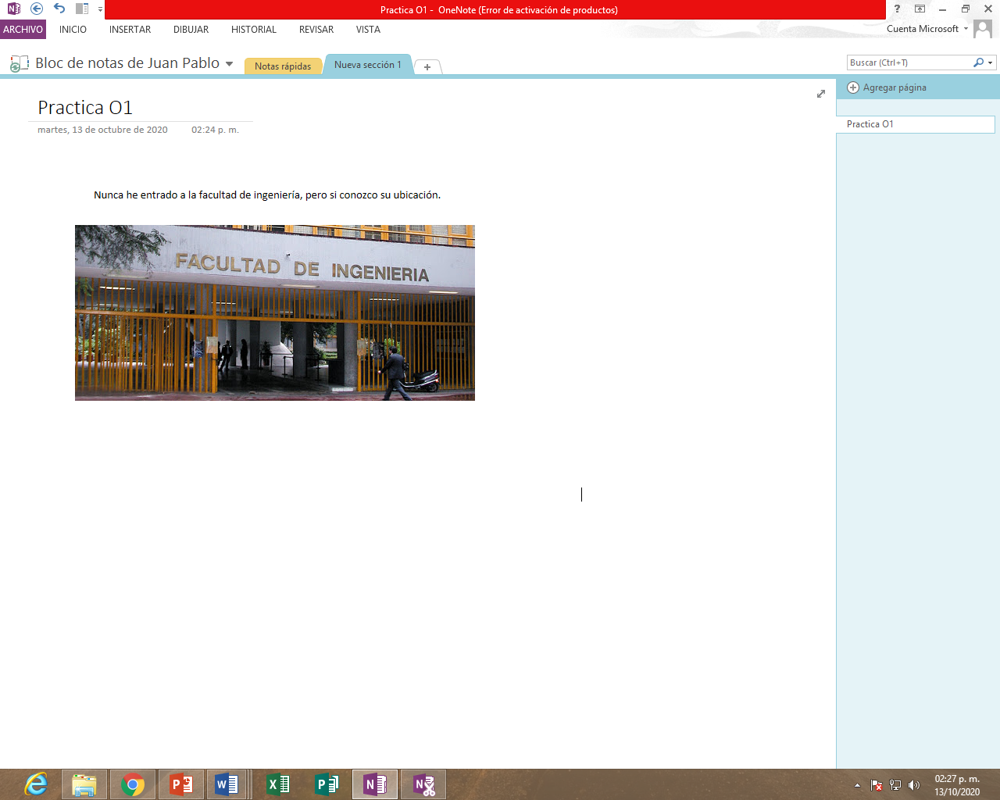 Practica O1 - OneNote (Error de activación de productos)
ARCHIVO INICIO INSERTAR DIBUJAR HISTORIAL REVISAR VISTA Cuenta Microsoft
Bloc de notas de Juan Pablo Notas rápidas Nueva sección 1 Buscar (Ctrl+T)
Agregar página
Practica O1
martes, 13 de octubre de 2020 02:24 p. m.
Practica O1
Nunca he entrado a la facultad de ingeniería, pero si conozco su ubicación.
FACULTAD DE INGENIERIA
02:27 p. m.
13/10/2020